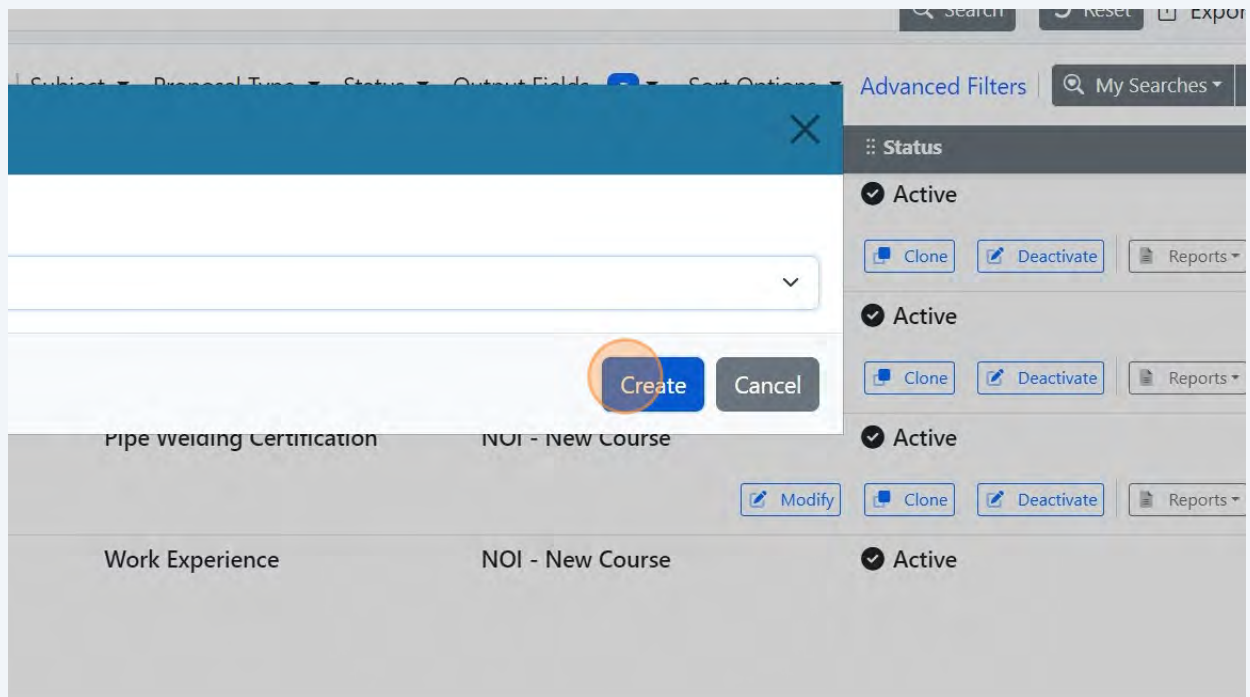 Search Reset Expor
Subject Proposal Type Status Output Fields Sort Options Advanced Filters My Searches
Status
Active
Clone Deactivate Reports
Active
Create Cancel Clone Deactivate Reports
Pipe Welding Certification NOI - New Course Active
Modify Clone Deactivate Reports
Work Experience NOI - New Course Active